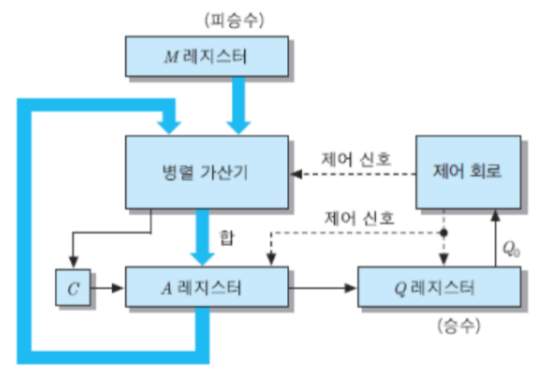 (피승수)
M 레지스터
병렬 가산기
제어 신호
제어 회로
합
제어 신호
Q₀
C
A 레지스터
Q 레지스터
(승수)